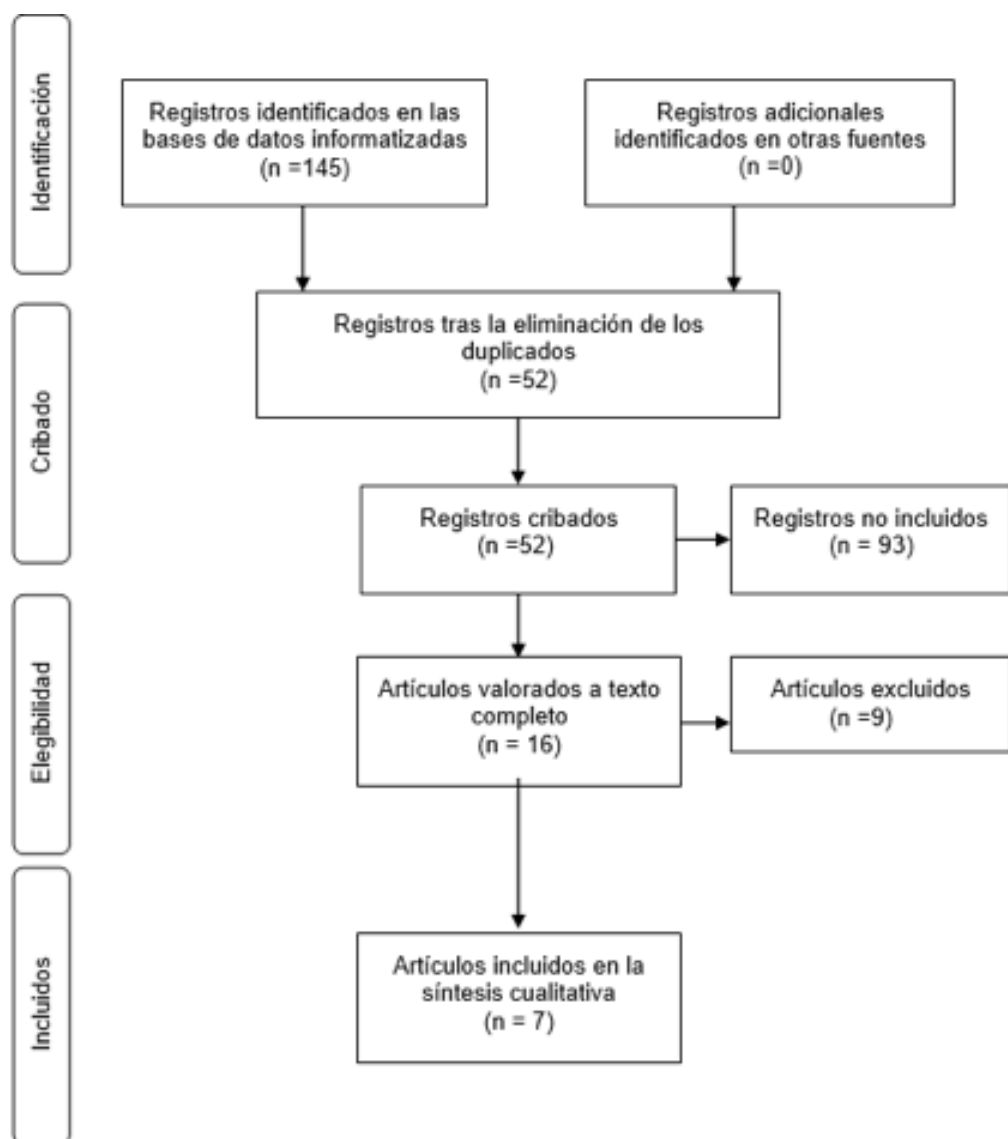 Identificación
Registros identificados en las
bases de datos informatizadas
(n =145)
Registros adicionales
identificados en otras fuentes
(n =0)
Cribado
Registros tras la eliminación de los
duplicados
(n =52)
Registros cribados
(n =52)
Registros no incluidos
(n = 93)
Elegibilidad
Artículos valorados a texto
completo
(n = 16)
Artículos excluidos
(n =9)
Incluidos
Artículos incluidos en la
síntesis cualitativa
(n = 7)